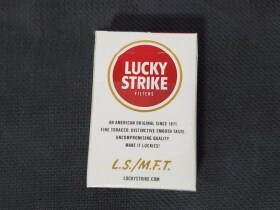 LUCKY
STRIKE
FILTERS
AN AMERICAN ORIGINAL SINCE 1871.
FINE TOBACCO. DISTINCTIVE SMOOTH TASTE.
UNCOMPROMISING QUALITY.
MAKE IT LUCKIES!
L.S./M.F.T.
LUCKYSTRIKE.COM